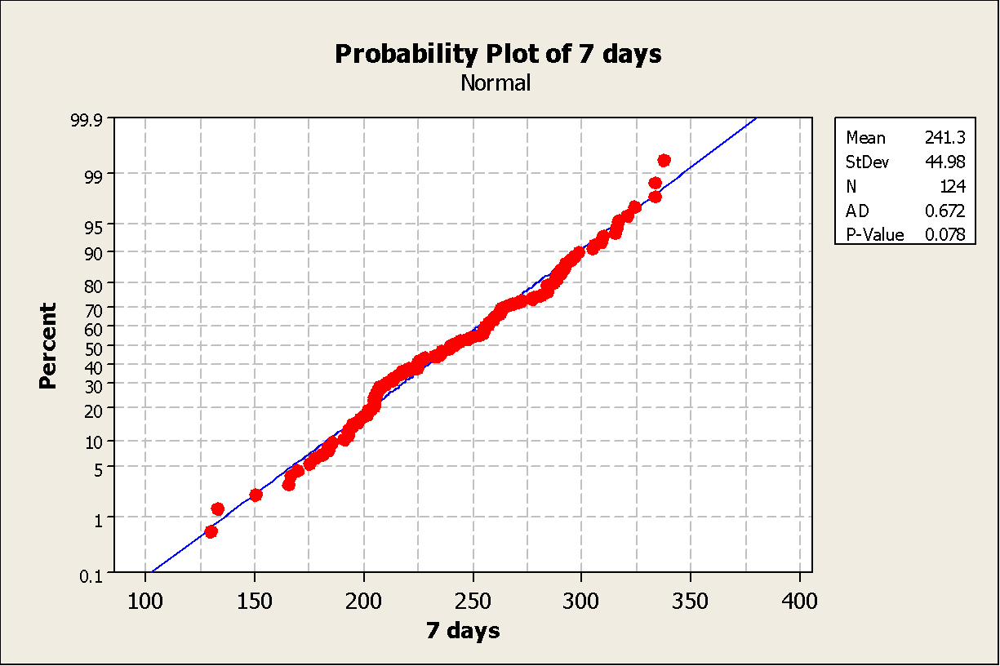 Probability Plot of 7 days
Normal
Mean 241.3
StDev 44.98
N 124
AD 0.672
P-Value 0.078
Percent
99.9
99
95
90
80
70
60
50
40
30
20
10
5
1
0.1
100 150 200 250 300 350 400
7 days